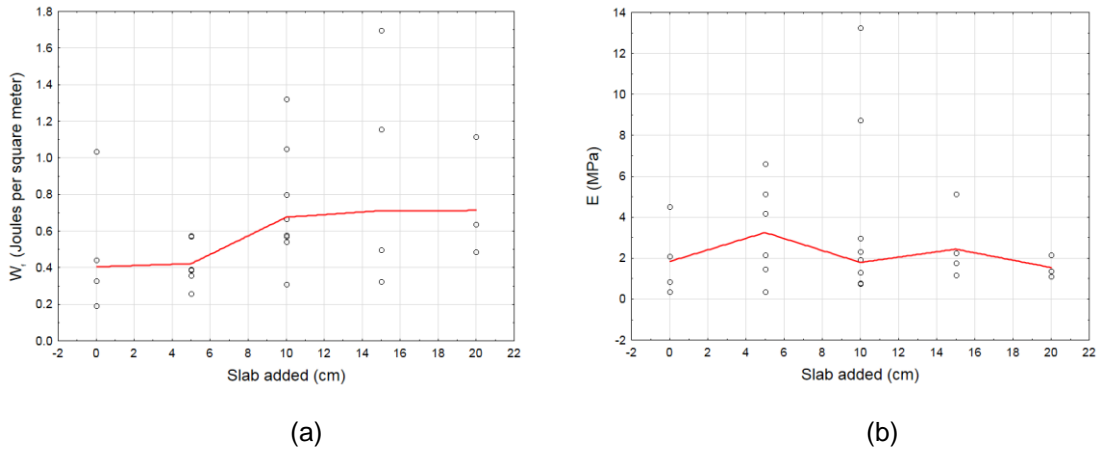 1.8
1.6
1.4
1.2
1.0
0.8
0.6
0.4
0.2
0.0
W_f (Joules per square meter)
-2 0 2 4 6 8 10 12 14 16 18 20 22
Slab added (cm)
(a)
14
12
10
8
6
4
2
0
-2
E (MPa)
-2 0 2 4 6 8 10 12 14 16 18 20 22
Slab added (cm)
(b)